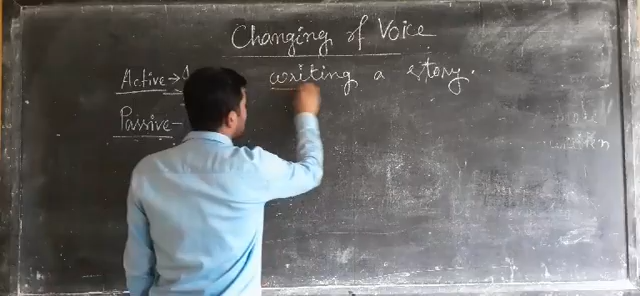 Changing of Voice
Active → writing a story.
Passive -